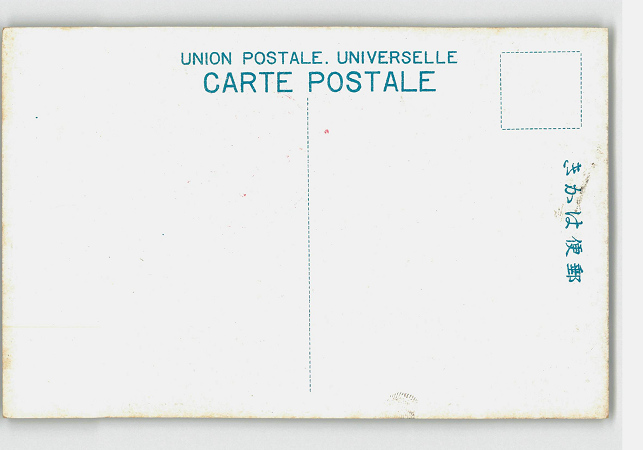 UNION POSTALE. UNIVERSELLE
CARTE POSTALE
郵便はかき